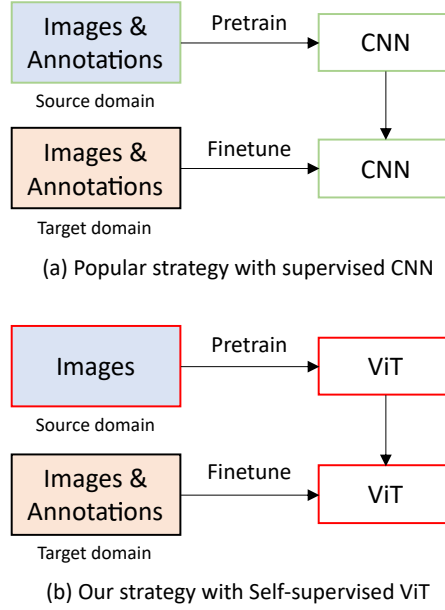 Images &
Annotations
Pretrain
CNN
Source domain
Images &
Annotations
Finetune
CNN
Target domain
(a) Popular strategy with supervised CNN
Images
Pretrain
ViT
Source domain
Images &
Annotations
Finetune
ViT
Target domain
(b) Our strategy with Self-supervised ViT